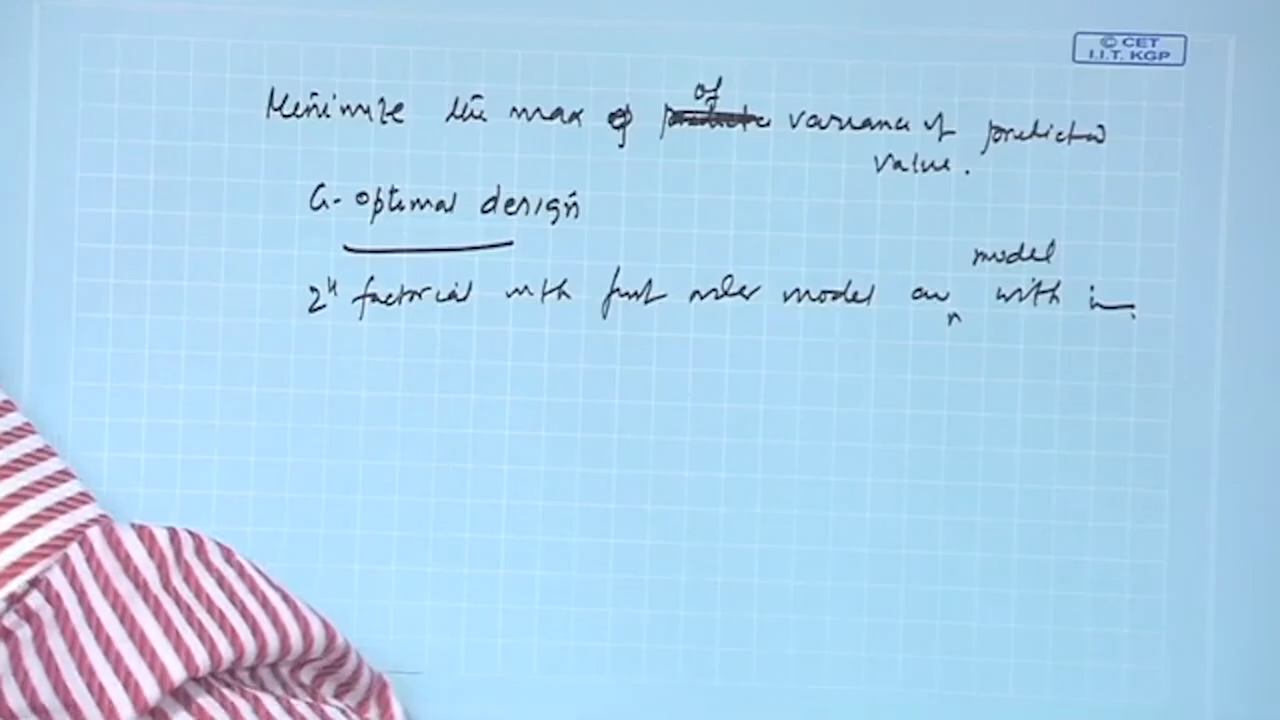 © CET
I.I.T. KGP
Minimize the max of variance of predicted
value.
G-optimal design
model
2^k factorial with first order model or with in